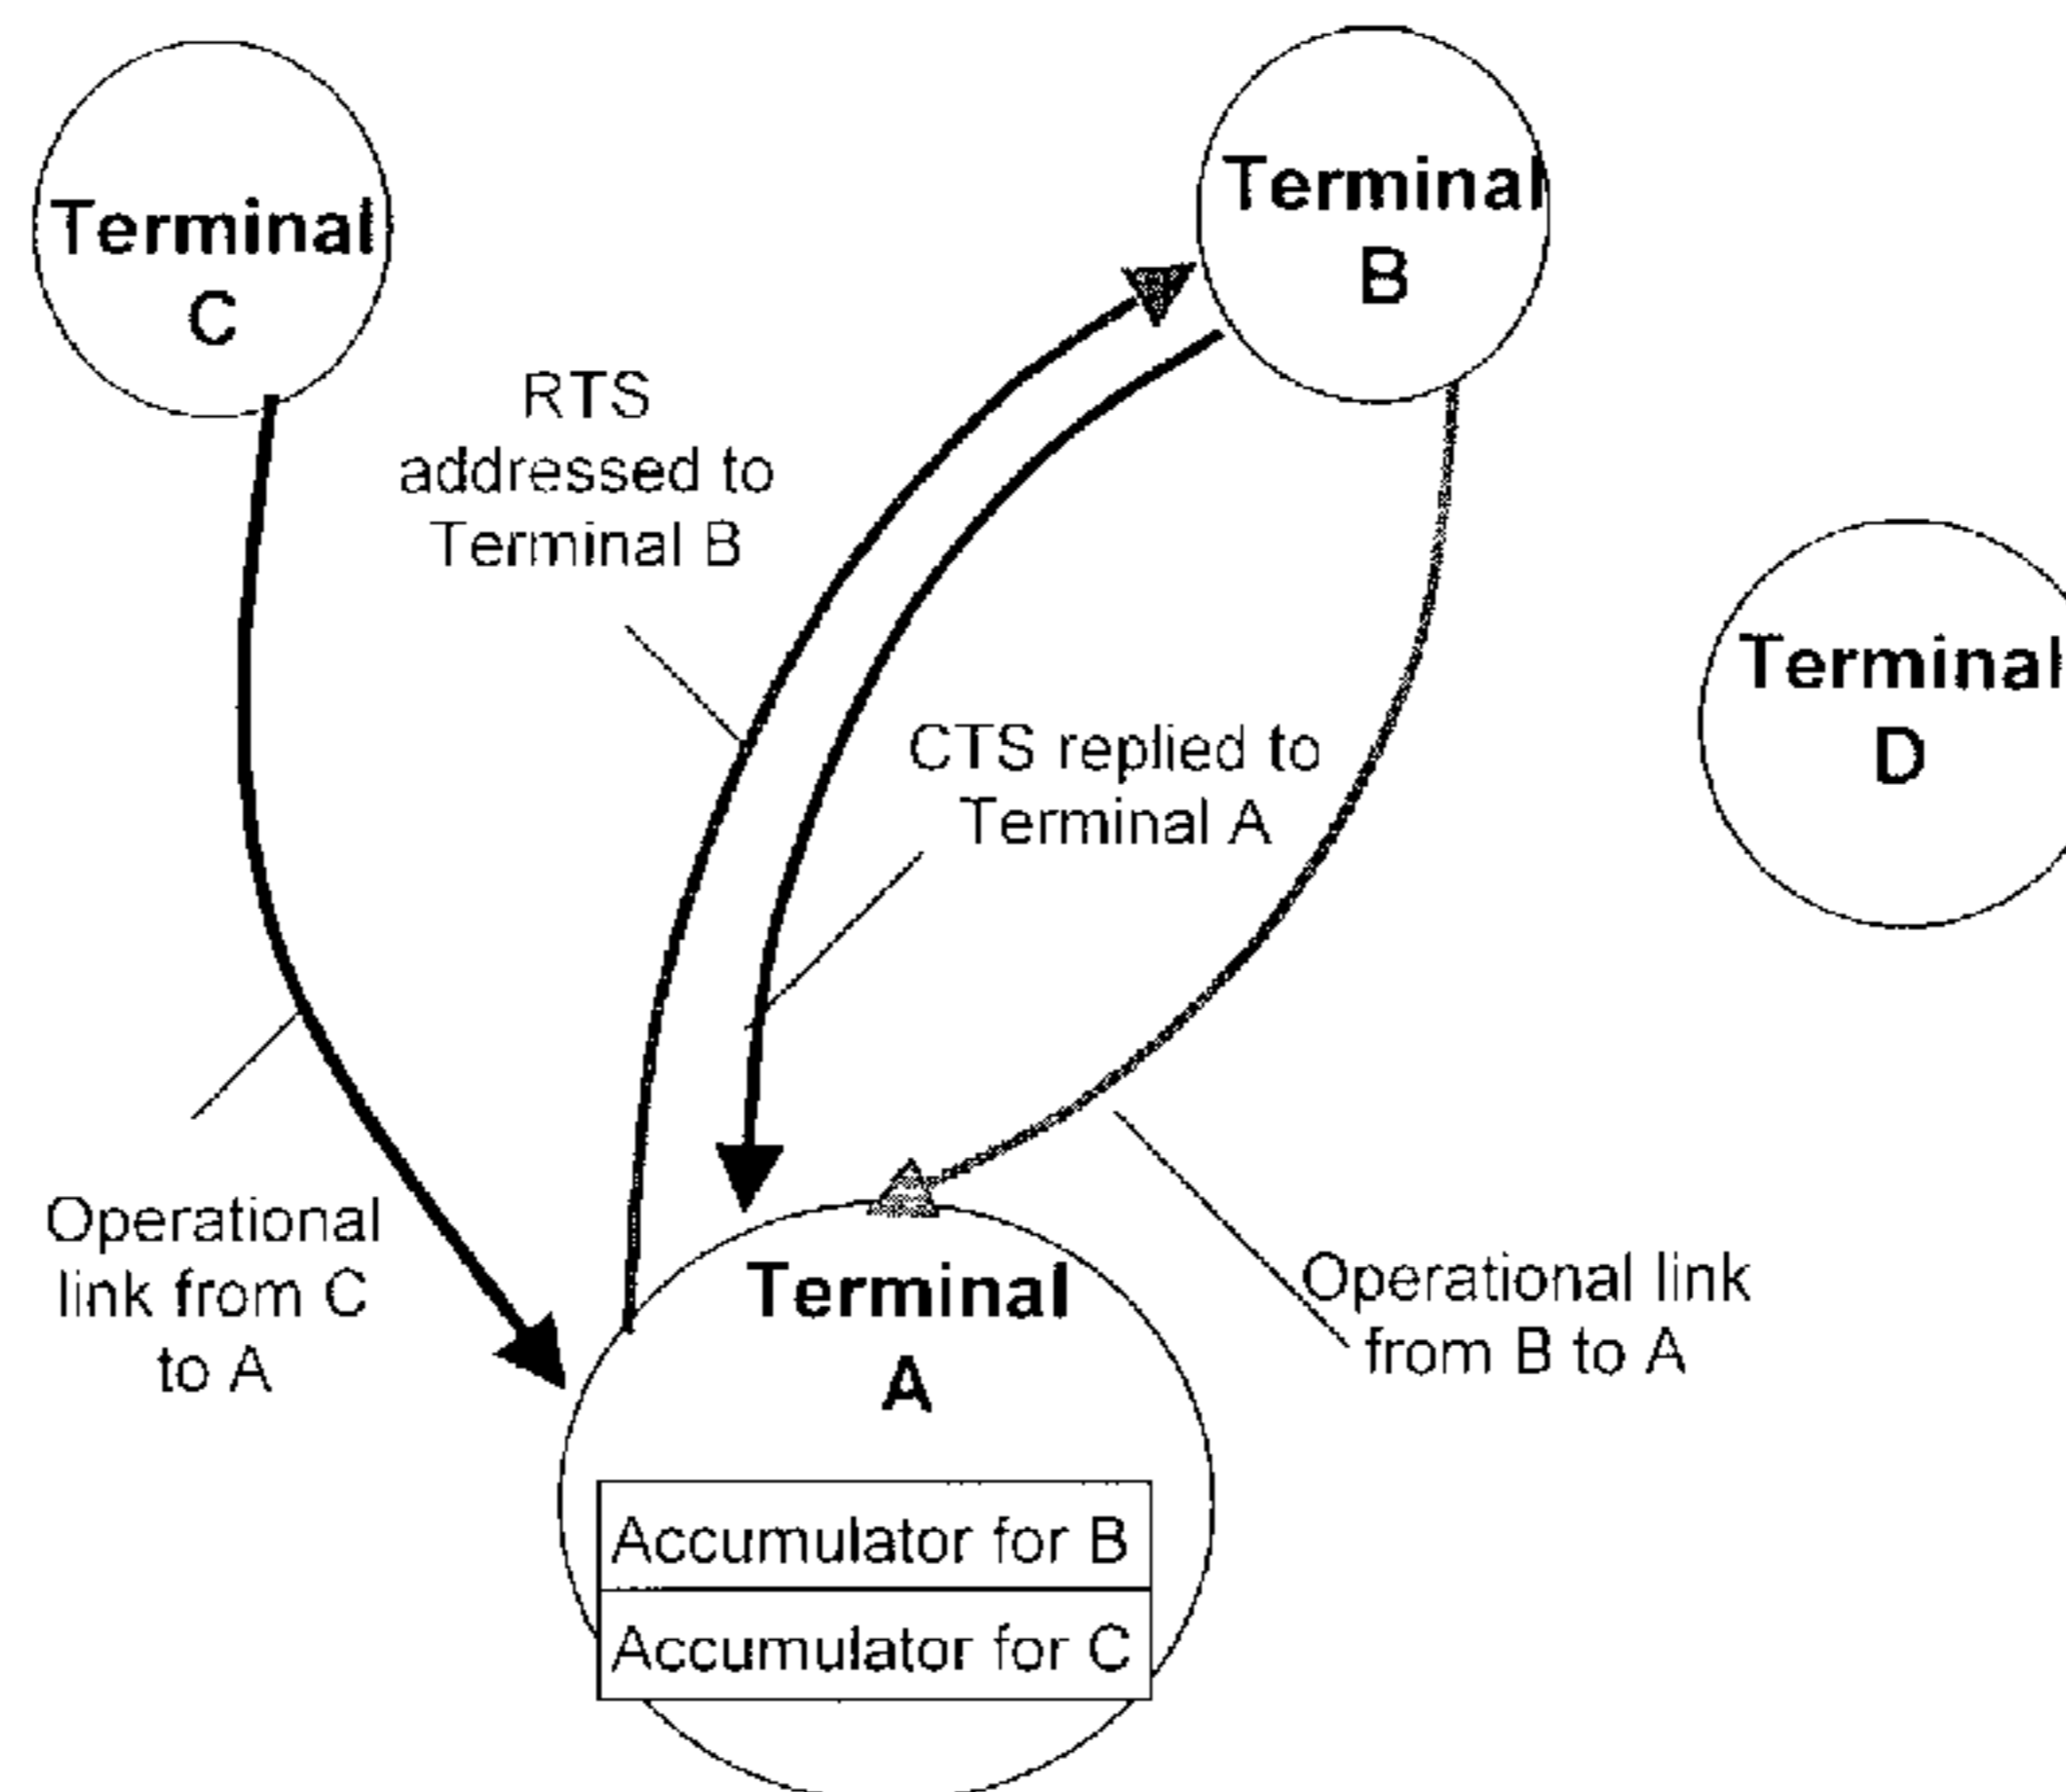 Terminal
C
Terminal
B
RTS
addressed to
Terminal B
Terminal
D
CTS replied to
Terminal A
Operational
link from C
to A
Operational link
from B to A
Terminal
A
Accumulator for B
Accumulator for C